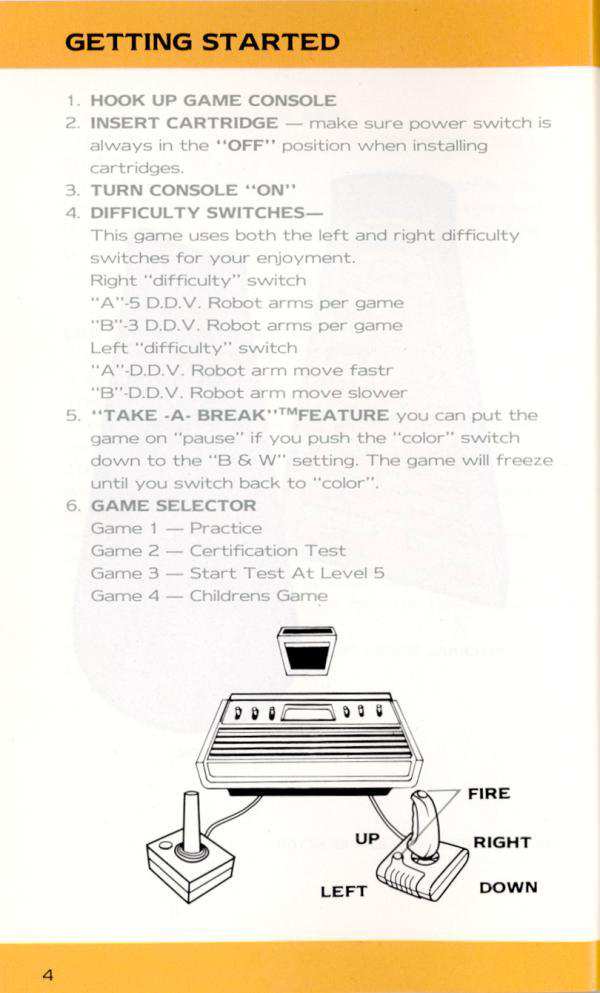 GETTING STARTED
1. HOOK UP GAME CONSOLE
2. INSERT CARTRIDGE — make sure power switch is
always in the "OFF" position when installing
cartridges.
3. TURN CONSOLE "ON"
4. DIFFICULTY SWITCHES—
This game uses both the left and right difficulty
switches for your enjoyment.
Right "difficulty" switch
"A"-5 D.D.V. Robot arms per game
"B"-3 D.D.V. Robot arms per game
Left "difficulty" switch
"A"-D.D.V. Robot arm move fastr
"B"-D.D.V. Robot arm move slower
5. "TAKE -A- BREAK"™FEATURE you can put the
game on "pause" if you push the "color" switch
down to the "B & W" setting. The game will freeze
until you switch back to "color".
6. GAME SELECTOR
Game 1 — Practice
Game 2 — Certification Test
Game 3 — Start Test At Level 5
Game 4 — Childrens Game
FIRE
UP
RIGHT
LEFT
DOWN
4